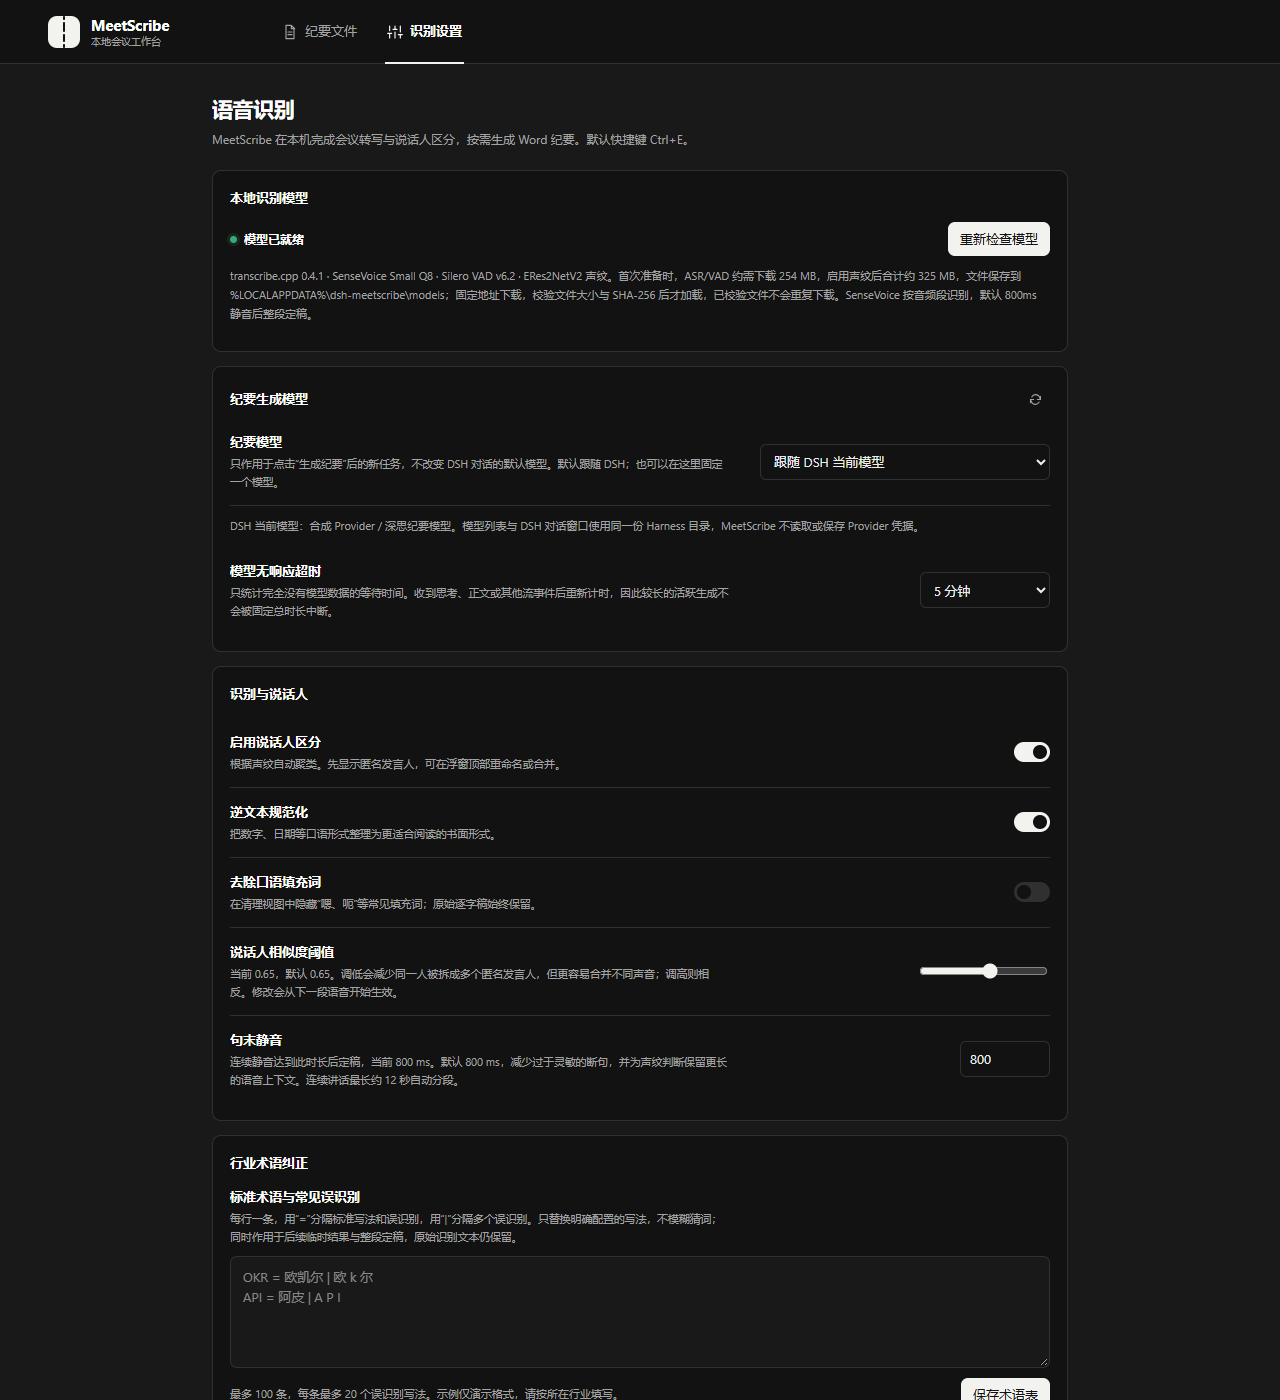 MeetScribe
本地会议工作台
纪要文件
识别设置
语音识别
MeetScribe 在本机完成会议转写与说话人区分，按需生成 Word 纪要。默认快捷键 Ctrl+E。
本地识别模型
模型已就绪
重新检查模型
transcribe.cpp 0.4.1 · SenseVoice Small Q8 · Silero VAD v6.2 · ERes2NetV2 声纹。首次准备时，ASR/VAD 约需下载 254 MB，启用声纹后合计约 325 MB，文件保存到
%LOCALAPPDATA%\dsh-meetscribe\models；固定地址下载，校验文件大小与 SHA-256 后才加载，已校验文件不会重复下载。SenseVoice 按音频段识别，默认 800ms
静音后整段定稿。
纪要生成模型
纪要模型
只作用于点击“生成纪要”后的新任务，不改变 DSH 对话的默认模型。默认跟随 DSH；也可以在这里固定
一个模型。
跟随 DSH 当前模型
DSH 当前模型：合成 Provider / 深思纪要模型。模型列表与 DSH 对话窗口使用同一份 Harness 目录，MeetScribe 不读取或保存 Provider 凭据。
模型无响应超时
只统计完全没有模型数据的等待时间。收到思考、正文或其他流事件后重新计时，因此较长的活跃生成不
会被固定总时长中断。
5 分钟
识别与说话人
启用说话人区分
根据声纹自动聚类。先显示匿名发言人，可在浮窗顶部重命名或合并。
逆文本规范化
把数字、日期等口语形式整理为更适合阅读的书面形式。
去除口语填充词
在清理视图中隐藏“嗯、呃”等常见填充词；原始逐字稿始终保留。
说话人相似度阈值
当前 0.65，默认 0.65。调低会减少同一人被拆成多个匿名发言人，但更容易合并不同声音；调高则相
反。修改会从下一段语音开始生效。
句末静音
连续静音达到此时长后定稿，当前 800 ms。默认 800 ms，减少过于灵敏的断句，并为声纹判断保留更长
的语音上下文。连续讲话最长约 12 秒自动分段。
800
行业术语纠正
标准术语与常见误识别
每行一条，用“=”分隔标准写法和误识别，用“|”分隔多个误识别。只替换明确配置的写法，不模糊猜词；
同时作用于后续临时结果与整段定稿，原始识别文本仍保留。
OKR = 欧凯尔 | 欧 k 尔
API = 阿皮 | A P I
最多 100 条，每条最多 20 个误识别写法。示例仅演示格式，请按所在行业填写。
保存术语表